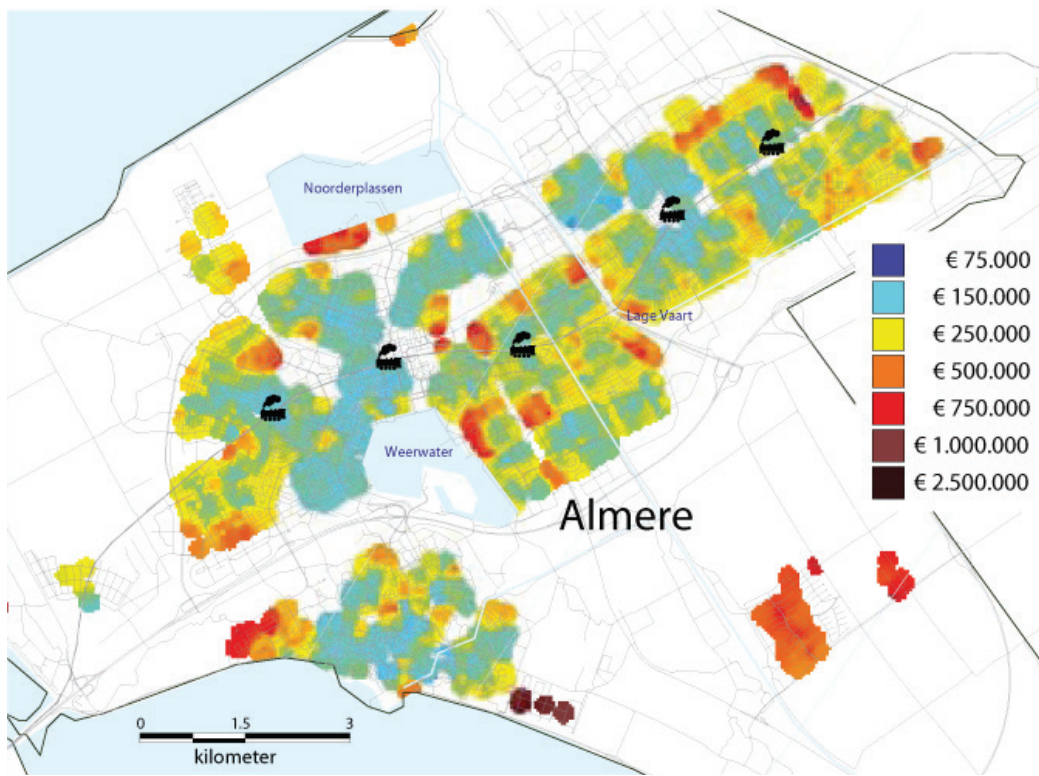 Noorderplassen
€ 75.000
€ 150.000
Lage Vaart
€ 250.000
€ 500.000
€ 750.000
Weerwater
€ 1.000.000
€ 2.500.000
Almere
0 1.5 3
kilometer